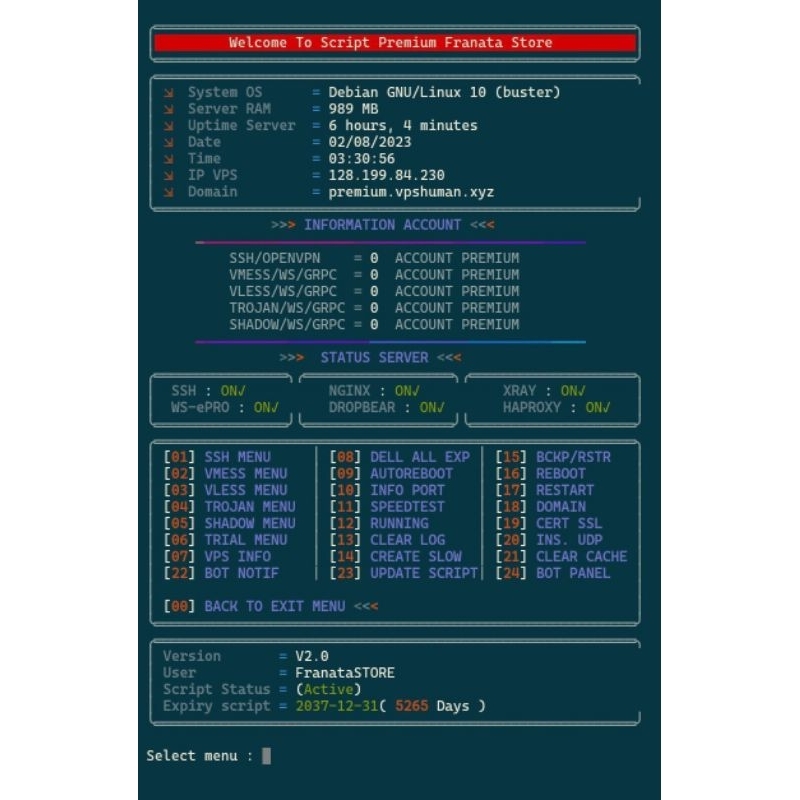 Welcome To Script Premium Franata Store
⇲ System OS = Debian GNU/Linux 10 (buster)
⇲ Server RAM = 989 MB
⇲ Uptime Server = 6 hours, 4 minutes
⇲ Date = 02/08/2023
⇲ Time = 03:30:56
⇲ IP VPS = 128.199.84.230
⇲ Domain = premium.vpshuman.xyz
>>> INFORMATION ACCOUNT <<<
SSH/OPENVPN = 0 ACCOUNT PREMIUM
VMESS/WS/GRPC = 0 ACCOUNT PREMIUM
VLESS/WS/GRPC = 0 ACCOUNT PREMIUM
TROJAN/WS/GRPC = 0 ACCOUNT PREMIUM
SHADOW/WS/GRPC = 0 ACCOUNT PREMIUM
>>> STATUS SERVER <<<
SSH : ON✓ NGINX : ON✓ XRAY : ON✓
WS-ePRO : ON✓ DROPBEAR : ON✓ HAPROXY : ON✓
[01] SSH MENU [08] DELL ALL EXP [15] BCKP/RSTR
[02] VMESS MENU [09] AUTOREBOOT [16] REBOOT
[03] VLESS MENU [10] INFO PORT [17] RESTART
[04] TROJAN MENU [11] SPEEDTEST [18] DOMAIN
[05] SHADOW MENU [12] RUNNING [19] CERT SSL
[06] TRIAL MENU [13] CLEAR LOG [20] INS. UDP
[07] VPS INFO [14] CREATE SLOW [21] CLEAR CACHE
[22] BOT NOTIF [23] UPDATE SCRIPT [24] BOT PANEL
[00] BACK TO EXIT MENU <<<
Version = V2.0
User = FranataSTORE
Script Status = (Active)
Expiry script = 2037-12-31( 5265 Days )
Select menu :